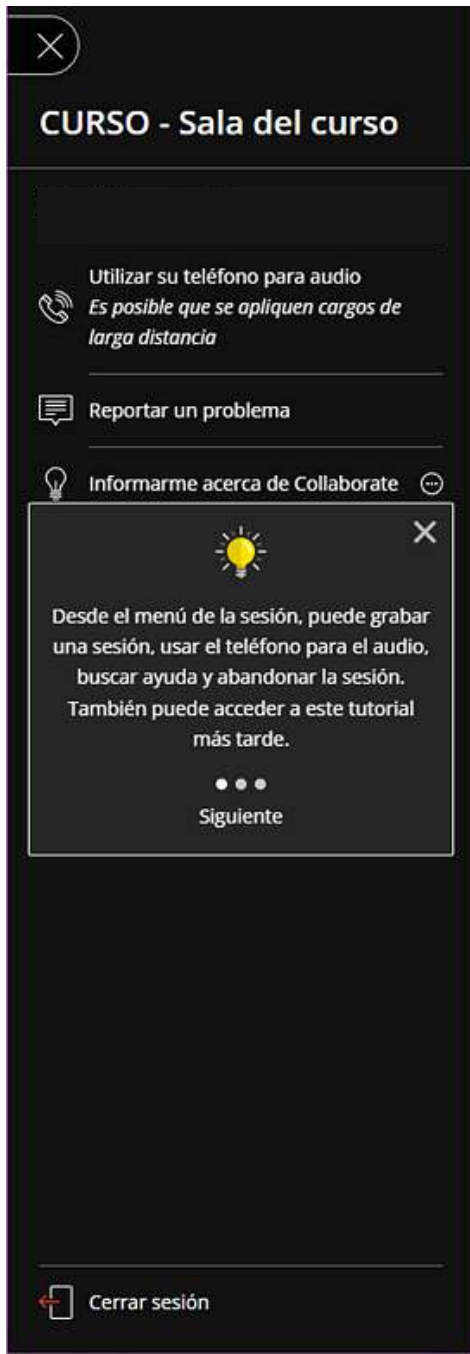 CURSO - Sala del curso
Utilizar su teléfono para audio
Es posible que se apliquen cargos de
larga distancia
Reportar un problema
Informarme acerca de Collaborate
Desde el menú de la sesión, puede grabar
una sesión, usar el teléfono para el audio,
buscar ayuda y abandonar la sesión.
También puede acceder a este tutorial
más tarde.
Siguiente
Cerrar sesión